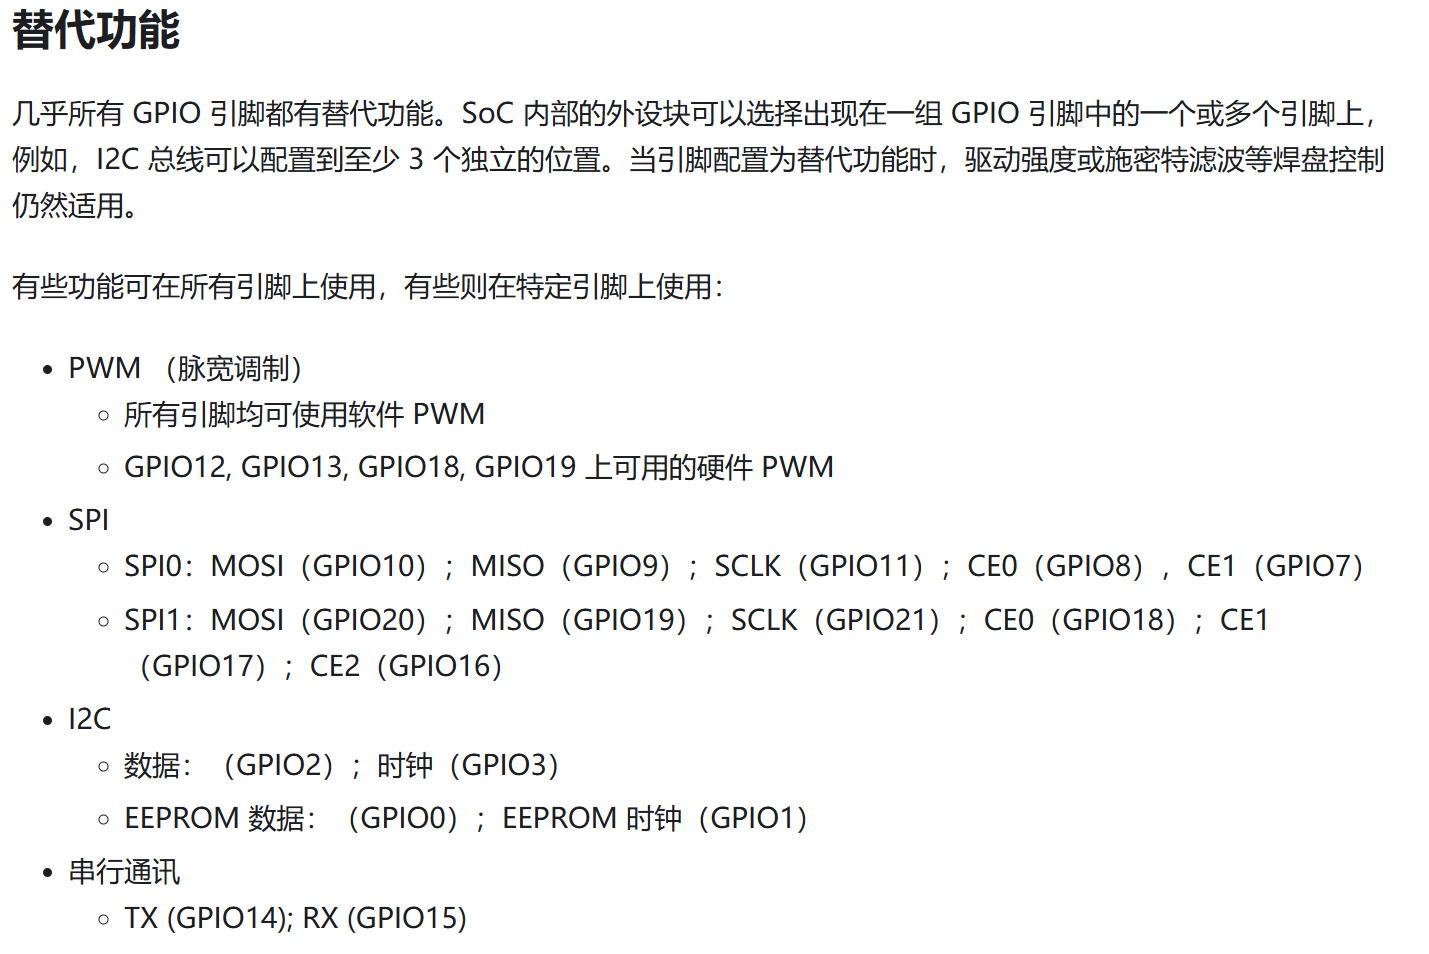 替代功能
几乎所有 GPIO 引脚都有替代功能。SoC 内部的外设块可以选择出现在一组 GPIO 引脚中的一个或多个引脚上，
例如，I2C 总线可以配置到至少 3 个独立的位置。当引脚配置为替代功能时，驱动强度或施密特滤波等焊盘控制
仍然适用。
有些功能可在所有引脚上使用，有些则在特定引脚上使用：
PWM （脉宽调制）
所有引脚均可使用软件 PWM
GPIO12, GPIO13, GPIO18, GPIO19 上可用的硬件 PWM
SPI
SPI0：MOSI（GPIO10）；MISO（GPIO9）；SCLK（GPIO11）；CE0（GPIO8），CE1（GPIO7）
SPI1：MOSI（GPIO20）；MISO（GPIO19）；SCLK（GPIO21）；CE0（GPIO18）；CE1
（GPIO17）；CE2（GPIO16）
I2C
数据：（GPIO2）；时钟（GPIO3）
EEPROM 数据：（GPIO0）；EEPROM 时钟（GPIO1）
串行通讯
TX (GPIO14); RX (GPIO15)